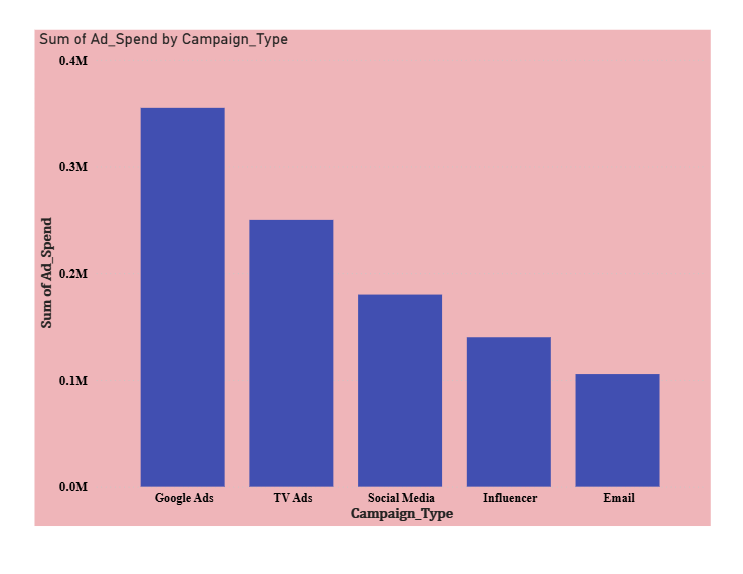 Sum of Ad_Spend by Campaign_Type
0.4M
0.3M
0.2M
0.1M
0.0M
Sum of Ad_Spend
Google Ads TV Ads Social Media Influencer Email
Campaign_Type